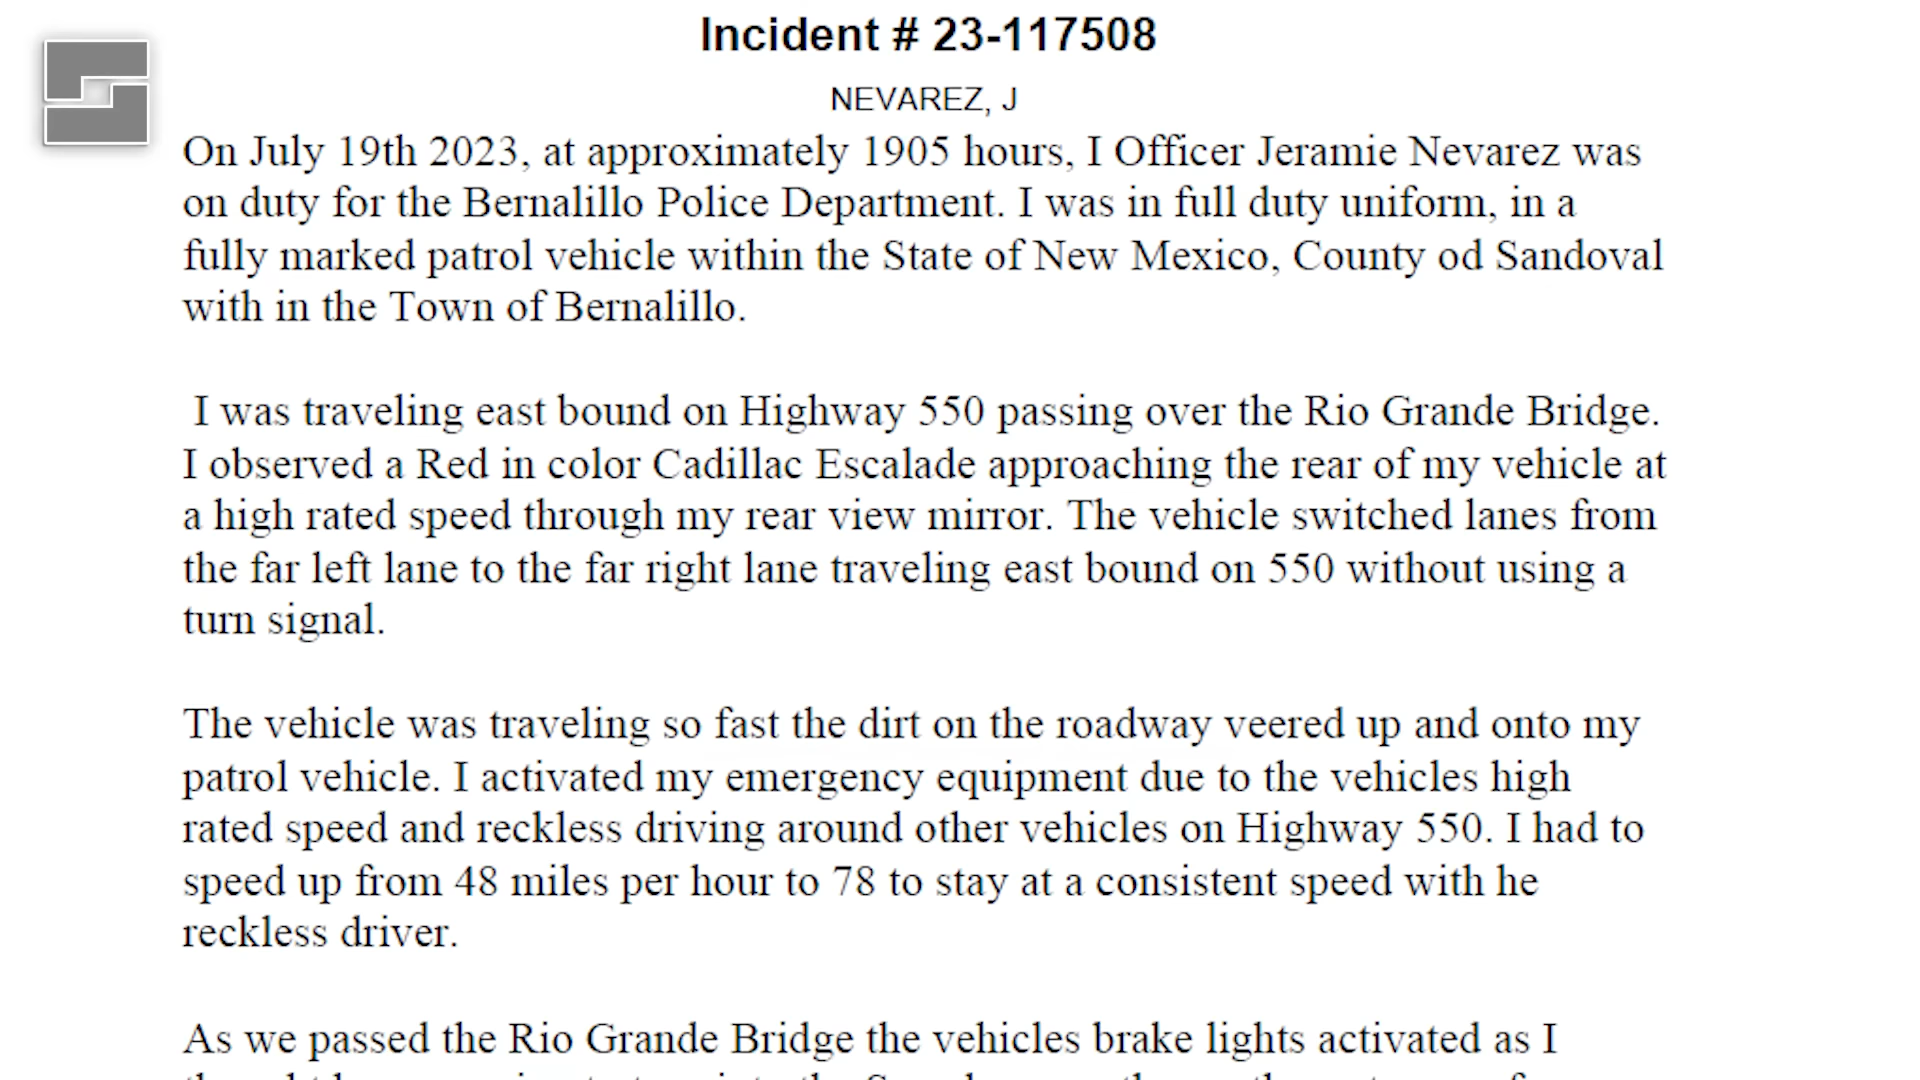 Incident # 23-117508
NEVAREZ, J
On July 19th 2023, at approximately 1905 hours, I Officer Jeramie Nevarez was
on duty for the Bernalillo Police Department. I was in full duty uniform, in a
fully marked patrol vehicle within the State of New Mexico, County od Sandoval
with in the Town of Bernalillo.
I was traveling east bound on Highway 550 passing over the Rio Grande Bridge.
I observed a Red in color Cadillac Escalade approaching the rear of my vehicle at
a high rated speed through my rear view mirror. The vehicle switched lanes from
the far left lane to the far right lane traveling east bound on 550 without using a
turn signal.
The vehicle was traveling so fast the dirt on the roadway veered up and onto my
patrol vehicle. I activated my emergency equipment due to the vehicles high
rated speed and reckless driving around other vehicles on Highway 550. I had to
speed up from 48 miles per hour to 78 to stay at a consistent speed with he
reckless driver.
As we passed the Rio Grande Bridge the vehicles brake lights activated as I